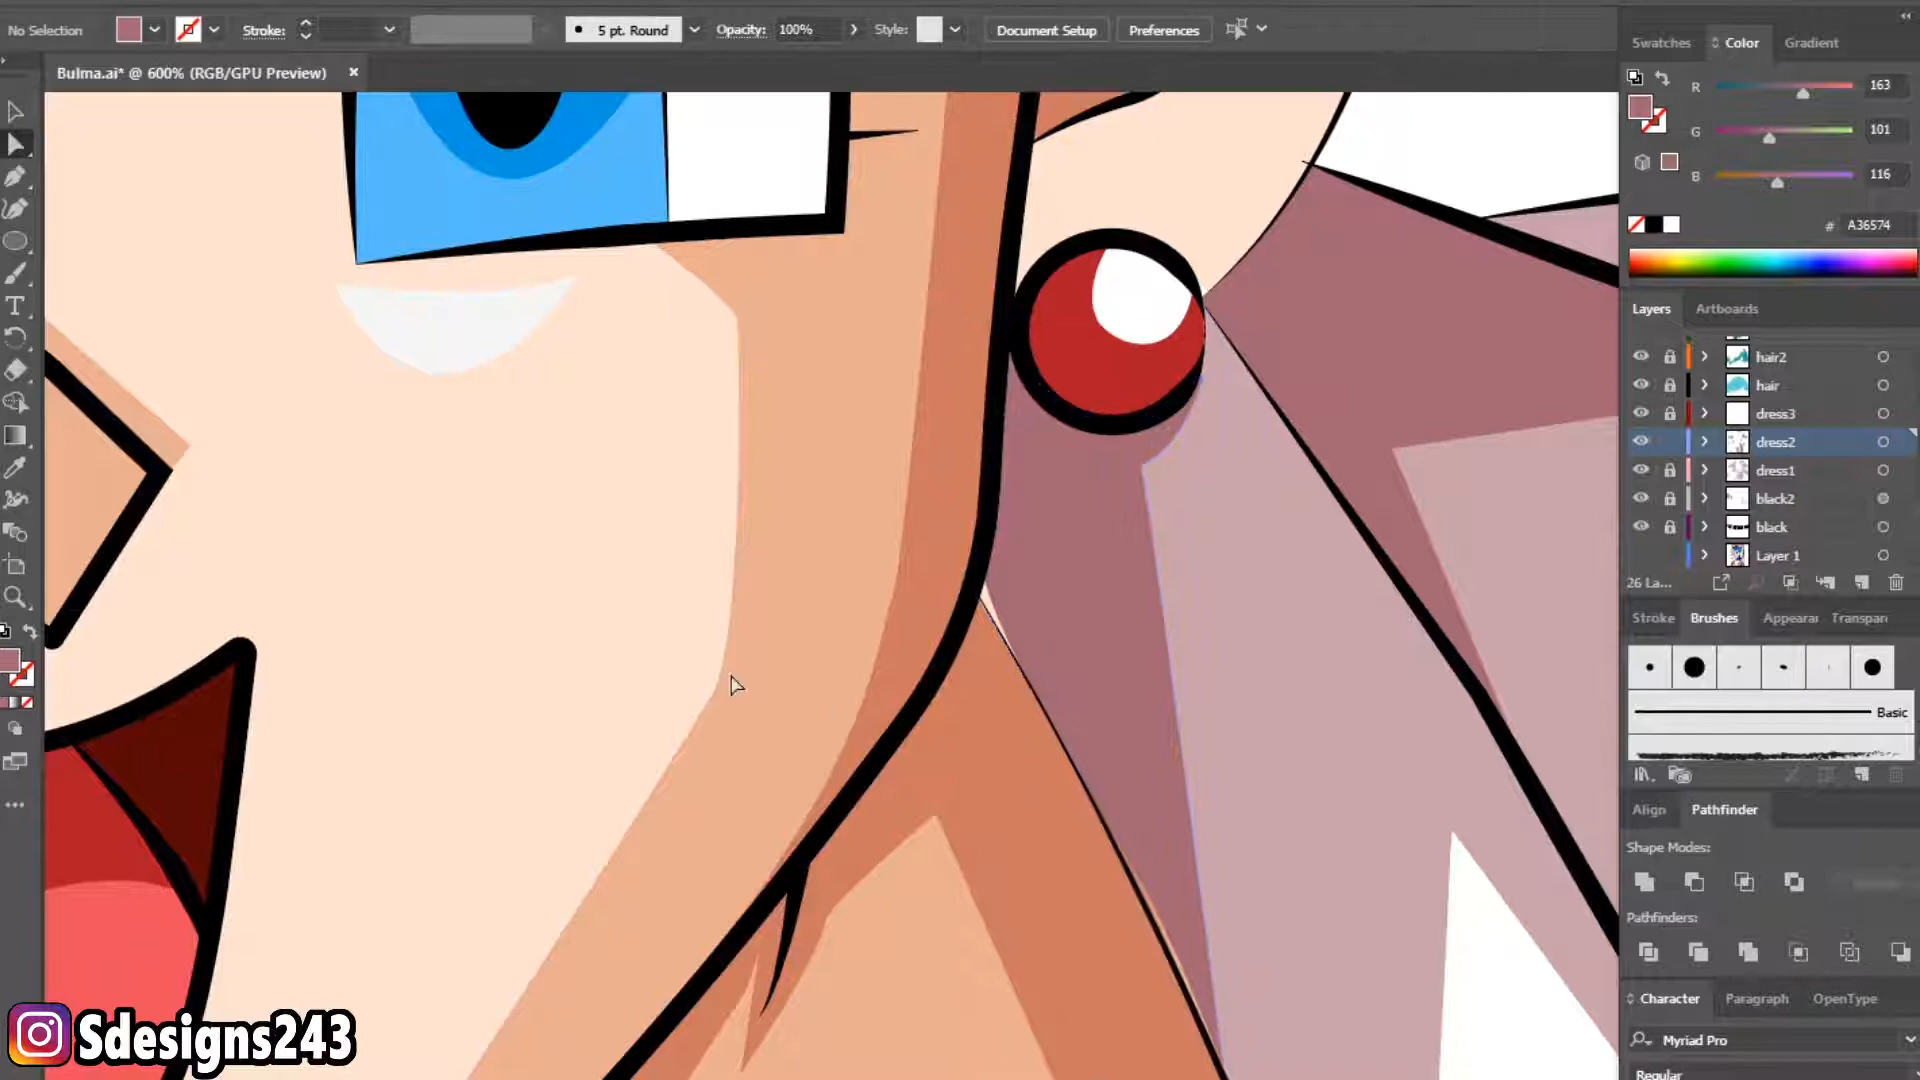 No Selection
Stroke:
5 pt. Round
Opacity:
100%
Style:
Document Setup
Preferences
Bulma.ai* @ 600% (RGB/GPU Preview)
Swatches
Color
Gradient
R
163
G
101
B
116
#
A36574
Layers
Artboards
hair2
hair
dress3
dress2
dress1
black2
black
Layer 1
26 La...
Stroke
Brushes
Appearar
Transpar
Basic
Align
Pathfinder
Shape Modes:
Pathfinders:
Character
Paragraph
OpenType
Myriad Pro
Regular
Sdesigns243